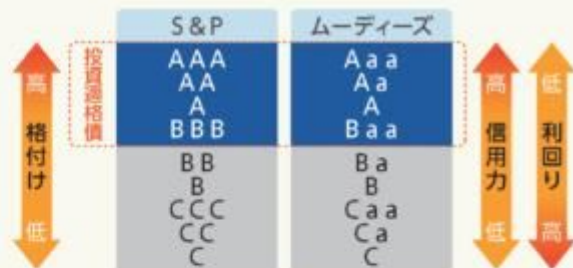 S&P ムーディーズ
投資適格債
高 格付け 低
AAA Aaa
AA Aa
A A
BBB Baa
BB Ba
B B
CCC Caa
CC Ca
C C
高 信用力 低
低 利回り 高